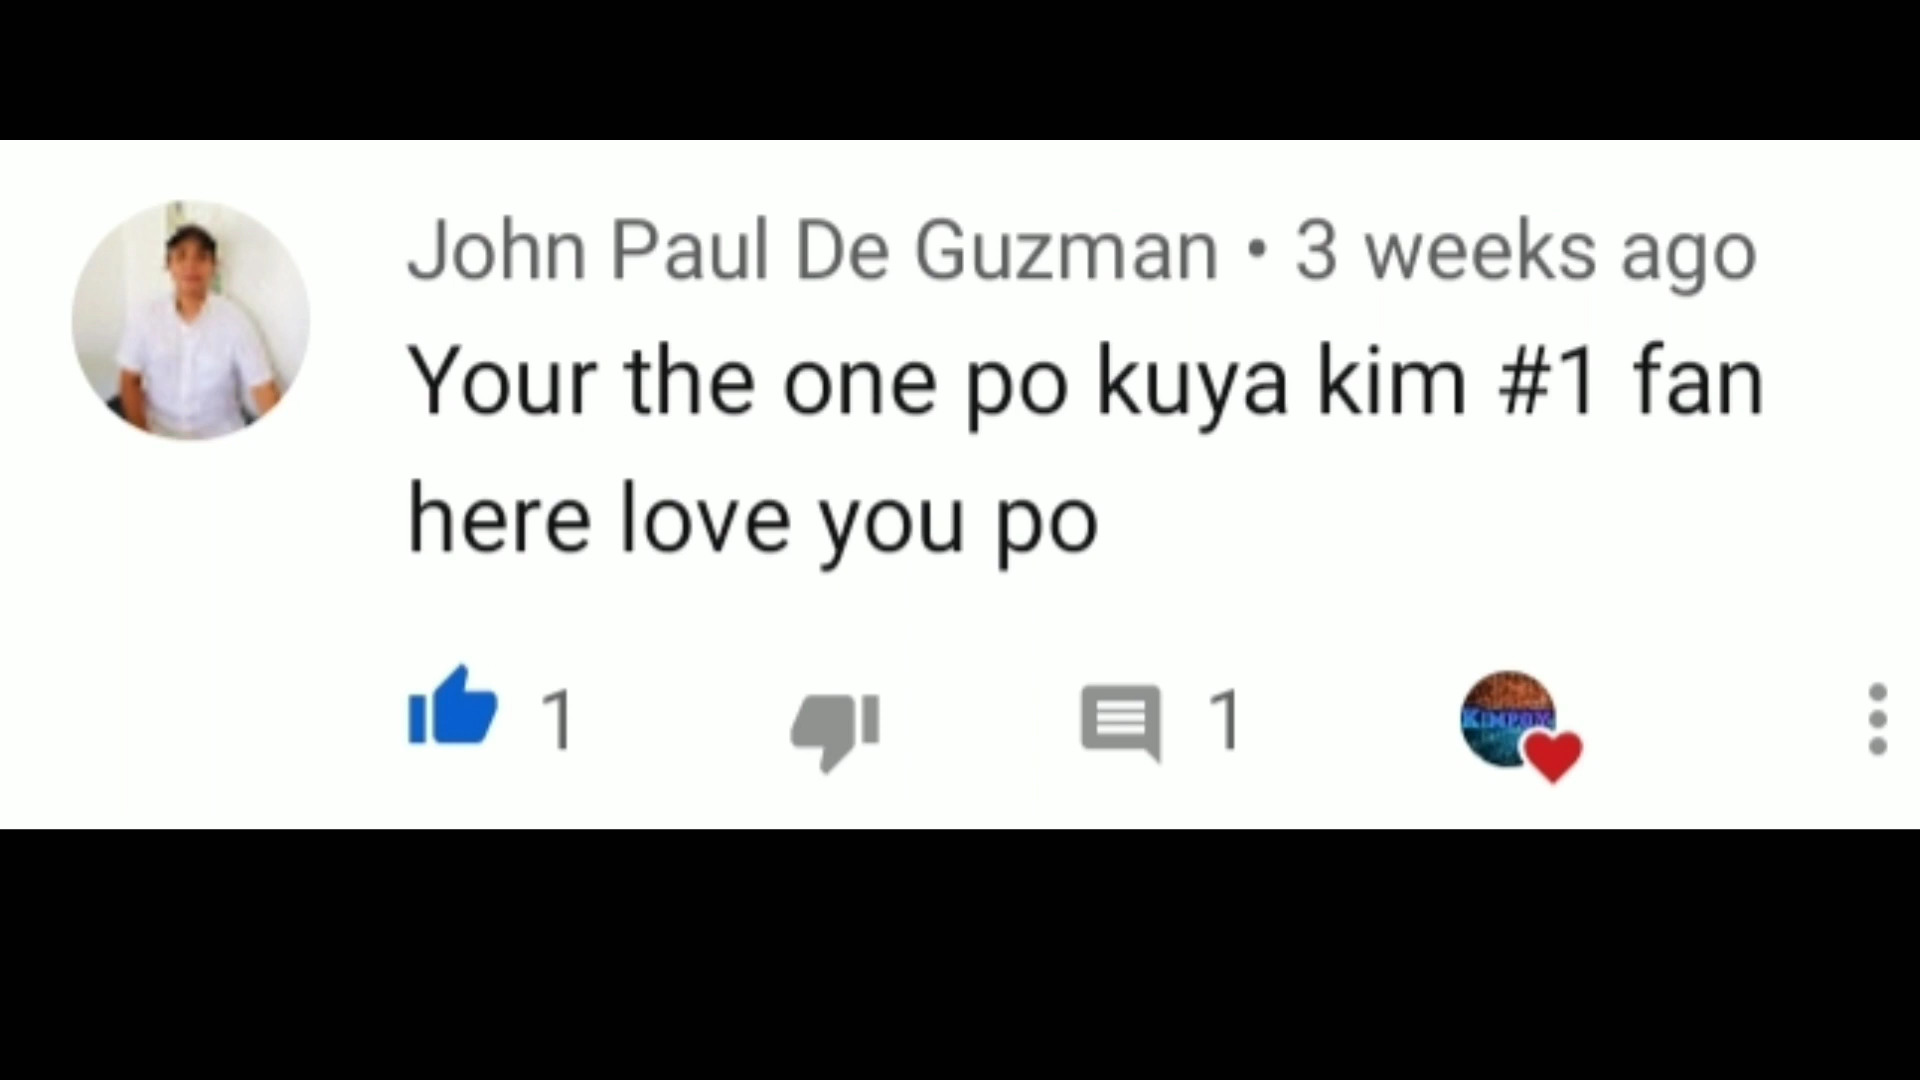 John Paul De Guzman • 3 weeks ago
Your the one po kuya kim #1 fan
here love you po
1 1 KIMPOY